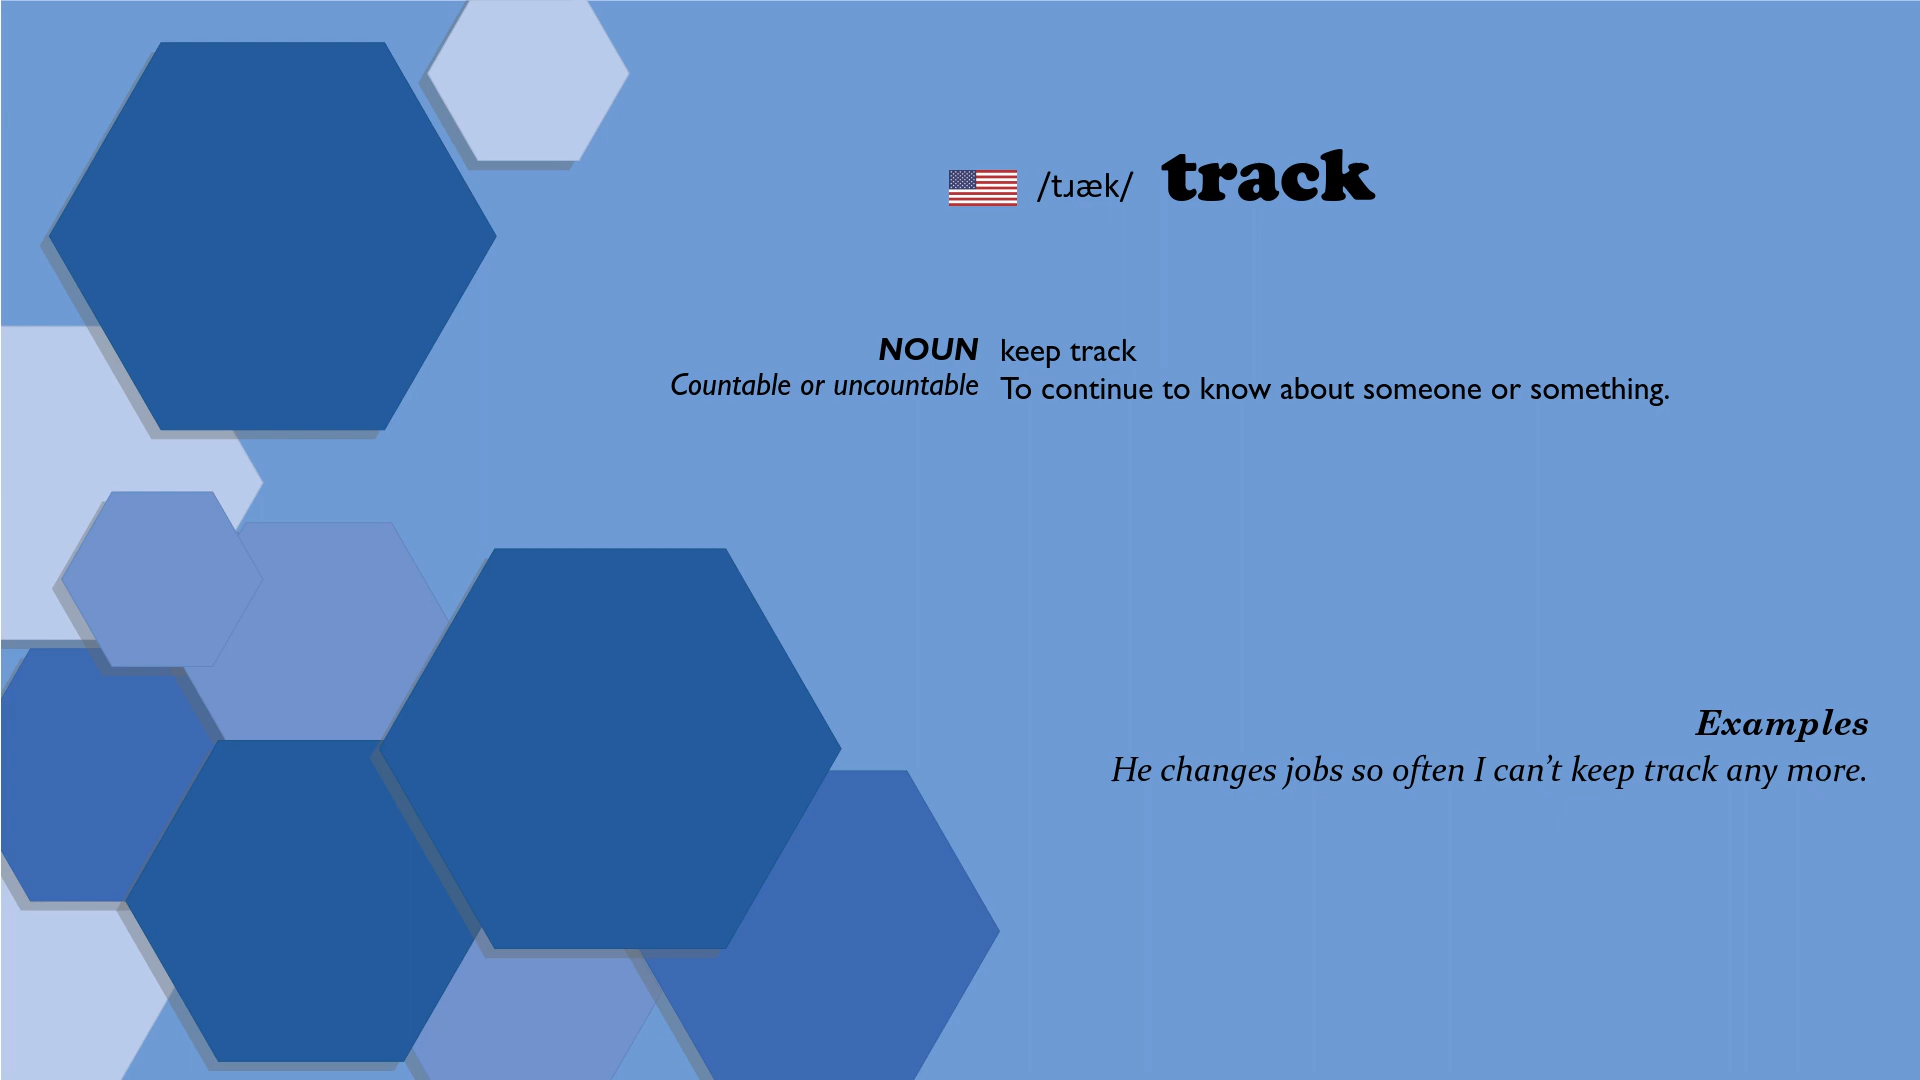 /tɹæk/ track
NOUN keep track
Countable or uncountable To continue to know about someone or something.
Examples
He changes jobs so often I can’t keep track any more.